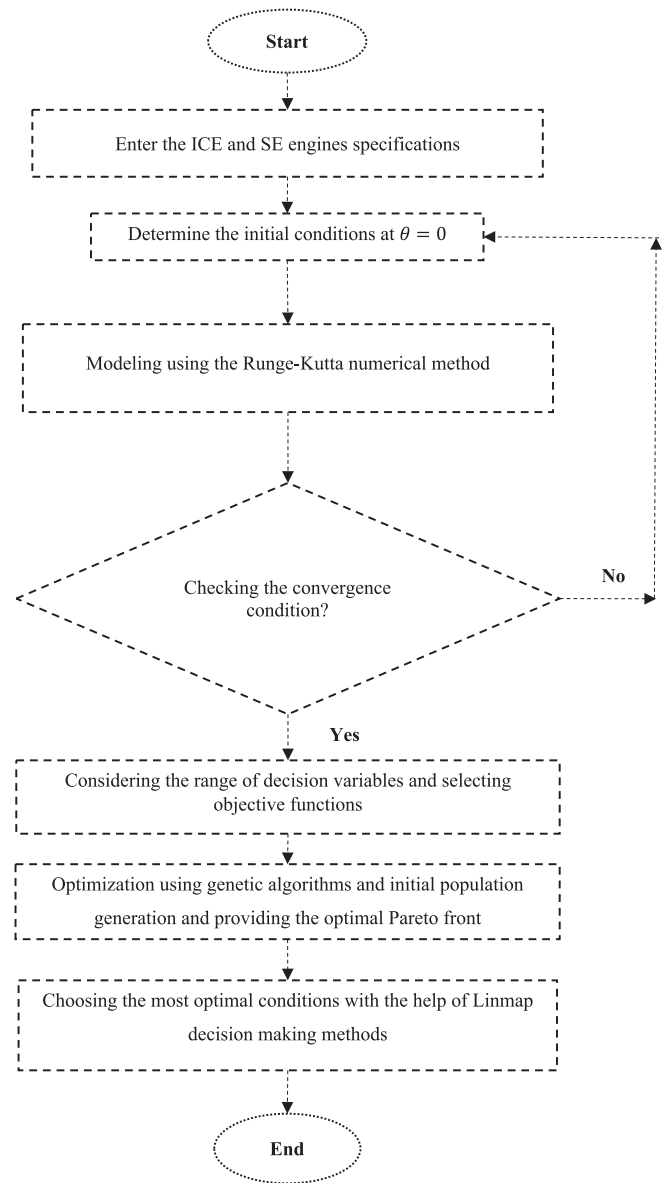 Start
Enter the ICE and SE engines specifications
Determine the initial conditions at θ = 0
Modeling using the Runge-Kutta numerical method
Checking the convergence
condition?
No
Yes
Considering the range of decision variables and selecting
objective functions
Optimization using genetic algorithms and initial population
generation and providing the optimal Pareto front
Choosing the most optimal conditions with the help of Linmap
decision making methods
End